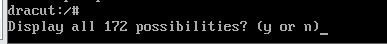 dracut:/#
Display all 172 possibilities? (y or n)_